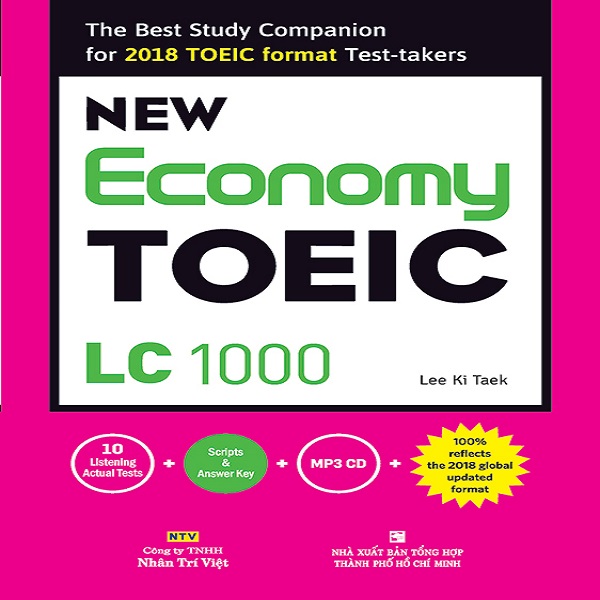 The Best Study Companion
for 2018 TOEIC format Test-takers
NEW
Economy
TOEIC
LC 1000
Lee Ki Taek
10
Listening
Actual Tests
+
Scripts
&
Answer Key
+
MP3 CD
+
100%
reflects
the 2018 global
updated
format
NTV
Công ty TNHH
Nhân Trí Việt
NHÀ XUẤT BẢN TỔNG HỢP
THÀNH PHỐ HỒ CHÍ MINH